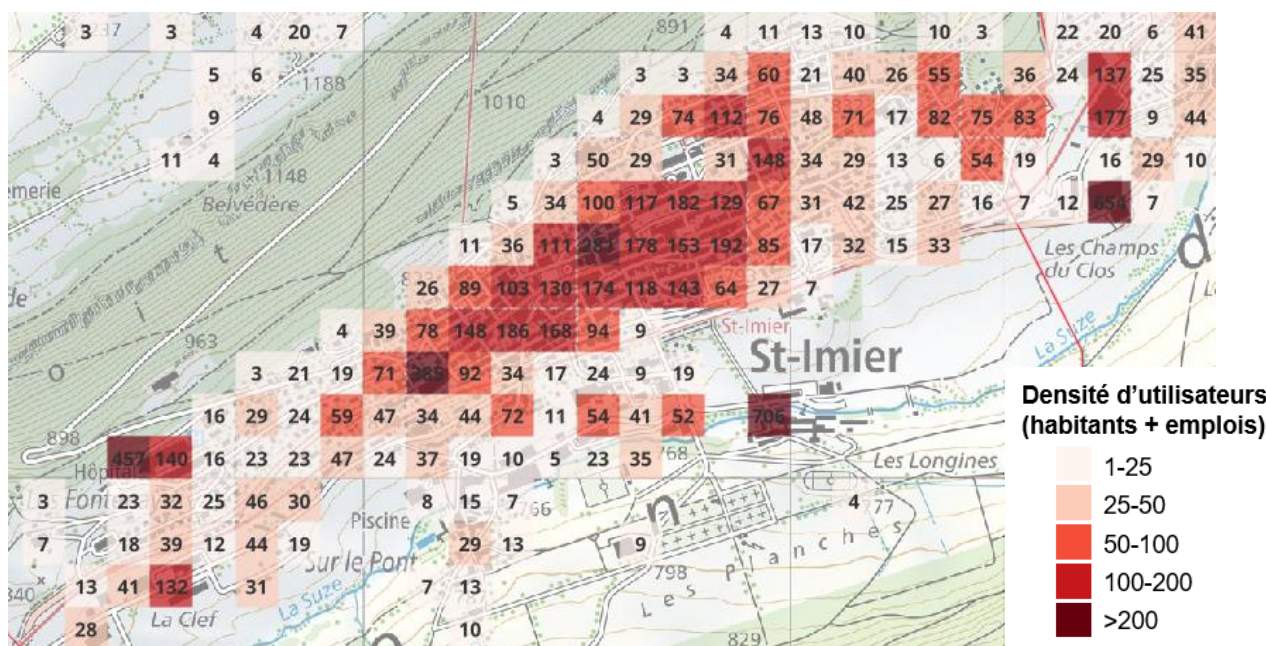 3 237 3 4 20 7 891 4 11 13 10 10 3 22 20 6 41
5 6 1188 3 3 34 60 21 40 26 55 36 24 137 25 35
9 1010 4 29 74 112 76 48 71 17 82 75 83 177 9 44
11 4 1148 3 50 29 31 148 34 29 13 6 54 19 16 29 10
emerie Belvédère 5 34 100 117 182 129 67 31 42 25 27 16 7 12 654 7
t 11 36 111 281 178 153 192 85 17 32 15 33 Les Champs
du Clos d
de 26 89 103 130 174 118 143 64 27 7
963 4 39 78 148 186 168 94 9 St-Imier La Suze
St-Imier
o 3 21 19 71 385 92 34 17 24 9 19
16 29 24 59 47 34 44 72 11 54 41 52 706
898 457 140 16 23 23 47 24 37 19 10 5 23 35 768 Les Longines
Hôpital
3 23 32 25 46 30 8 15 7 766 n 4 77
Piscine
7 18 39 12 44 19 Sur le Pont 29 13 9 Les Planches
840 13 41 132 31 La Suze 7 13 798
La Clef
28 10 829
Densité d'utilisateurs
(habitants + emplois)
1-25
25-50
50-100
100-200
>200